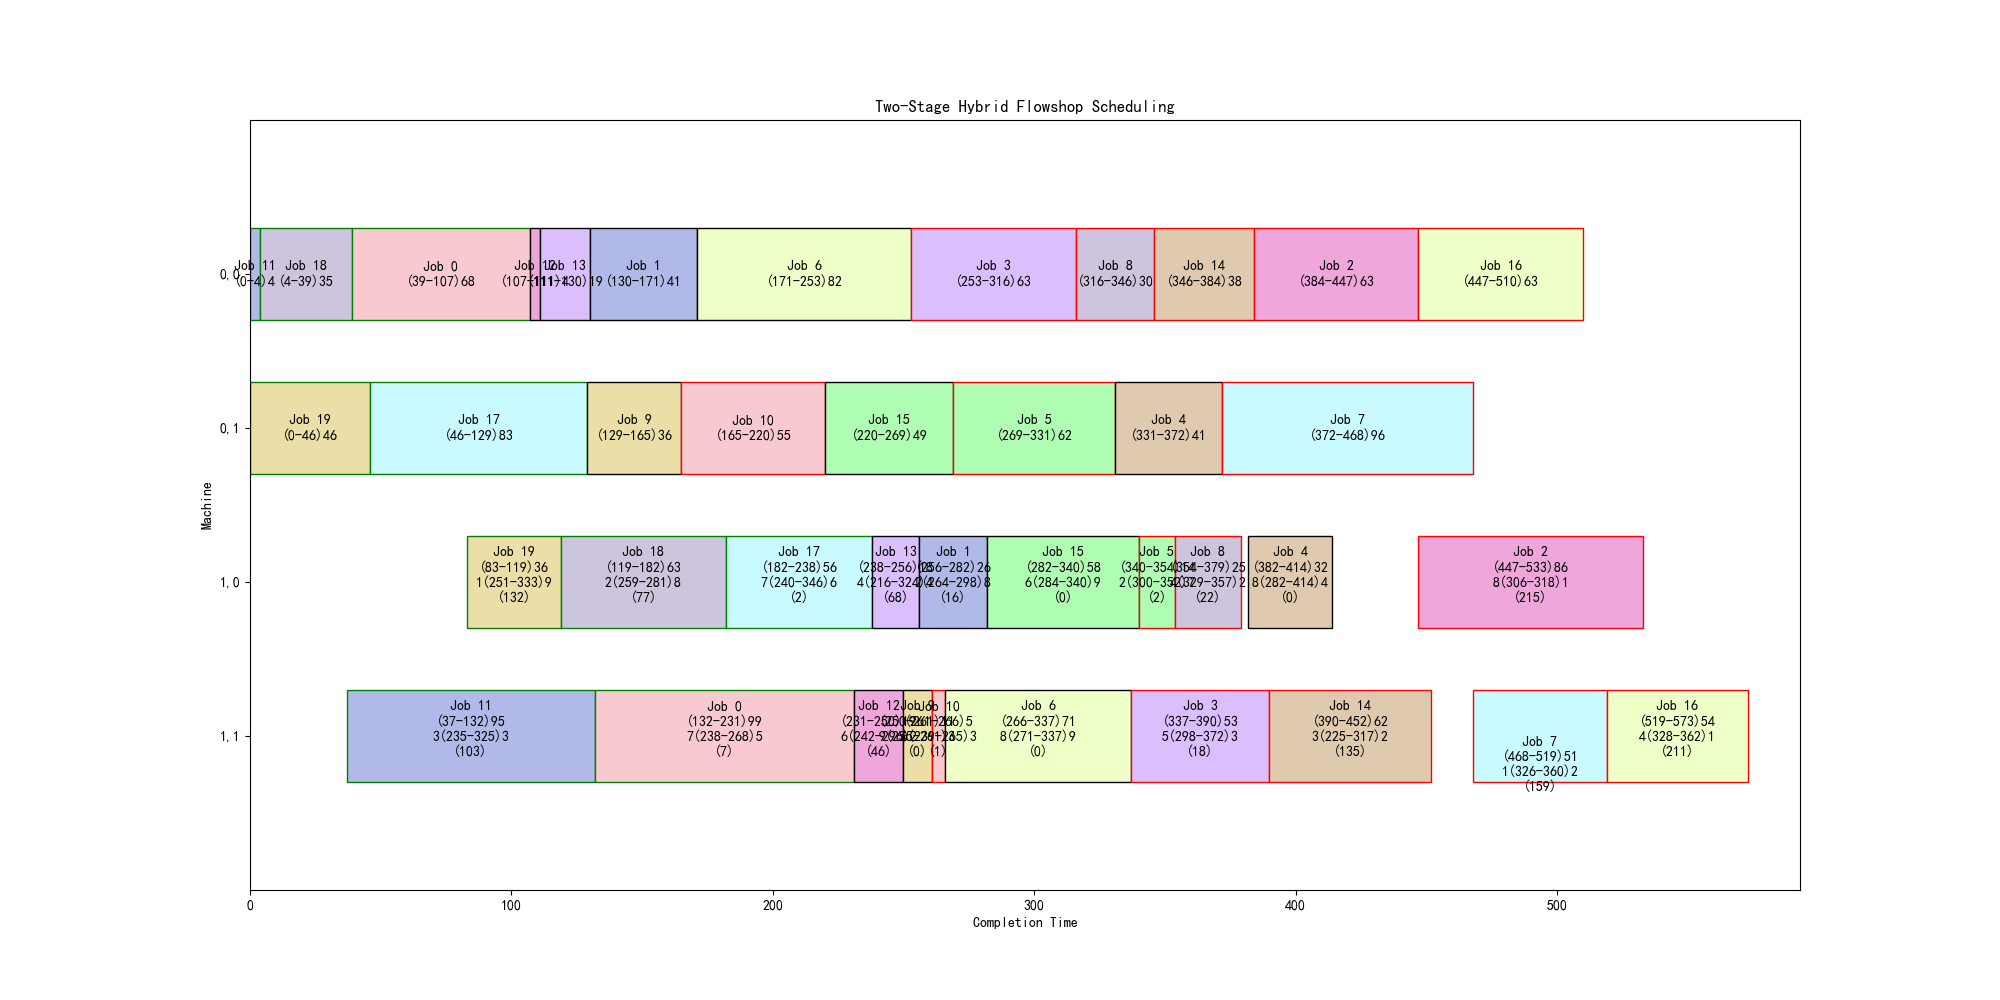 Two-Stage Hybrid Flowshop Scheduling
0,0
Job 11
(0-4)4
Job 18
(4-39)35
Job 0
(39-107)68
Job 12
Job 13
Job 1
(130-171)41
Job 6
(171-253)82
Job 3
(253-316)63
Job 8
(316-346)30
Job 14
(346-384)38
Job 2
(384-447)63
Job 16
(447-510)63
0,1
Job 19
(0-46)46
Job 17
(46-129)83
Job 9
(129-165)36
Job 10
(165-220)55
Job 15
(220-269)49
Job 5
(269-331)62
Job 4
(331-372)41
Job 7
(372-468)96
Machine
1,0
Job 19
(83-119)36
1(251-333)9
(132)
Job 18
(119-182)63
2(259-281)8
(77)
Job 17
(182-238)56
7(240-346)6
(2)
Job 13
(68)
Job 1
(16)
Job 15
(282-340)58
6(284-340)9
(0)
Job 5
(2)
Job 8
(22)
Job 4
(382-414)32
8(282-414)4
(0)
Job 2
(447-533)86
8(306-318)1
(215)
1,1
Job 11
(37-132)95
3(235-325)3
(103)
Job 0
(132-231)99
7(238-268)5
(7)
Job 12
(46)
Job 9
(0)
Job 10
(1)
Job 6
(266-337)71
8(271-337)9
(0)
Job 3
(337-390)53
5(298-372)3
(18)
Job 14
(390-452)62
3(225-317)2
(135)
Job 7
(468-519)51
1(326-360)2
(159)
Job 16
(519-573)54
4(328-362)1
(211)
0
100
200
300
400
500
Completion Time